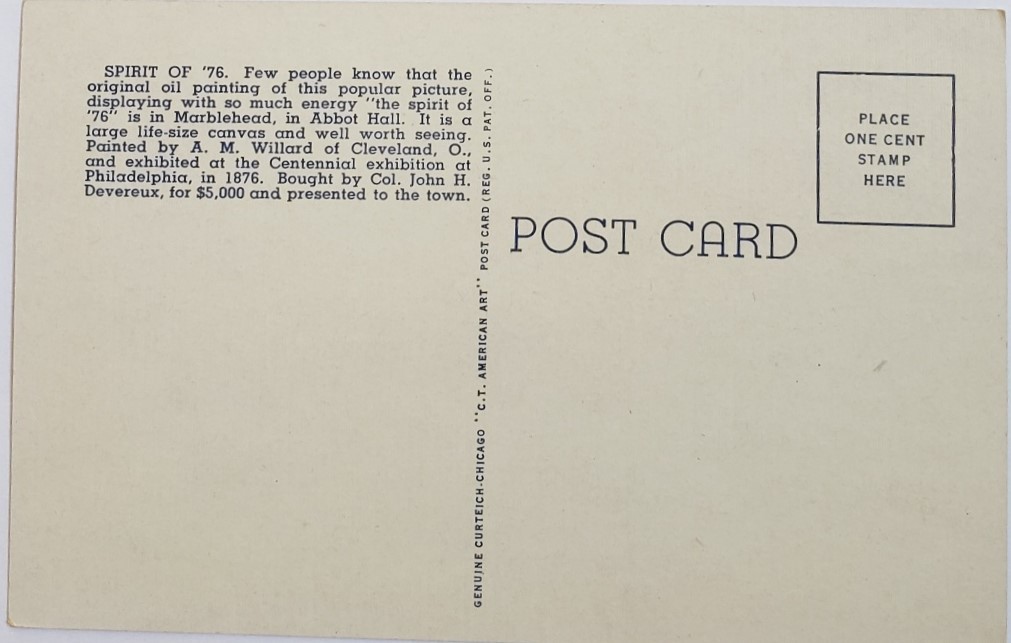 SPIRIT OF '76. Few people know that the
original oil painting of this popular picture,
displaying with so much energy "the spirit of
'76" is in Marblehead, in Abbot Hall. It is a
large life-size canvas and well worth seeing.
Painted by A. M. Willard of Cleveland, O.,
and exhibited at the Centennial exhibition at
Philadelphia, in 1876. Bought by Col. John H.
Devereux, for $5,000 and presented to the town.
GENUINE CURTEICH-CHICAGO "C.T. AMERICAN ART" POST CARD (REG. U.S. PAT. OFF.)
POST CARD
PLACE
ONE CENT
STAMP
HERE